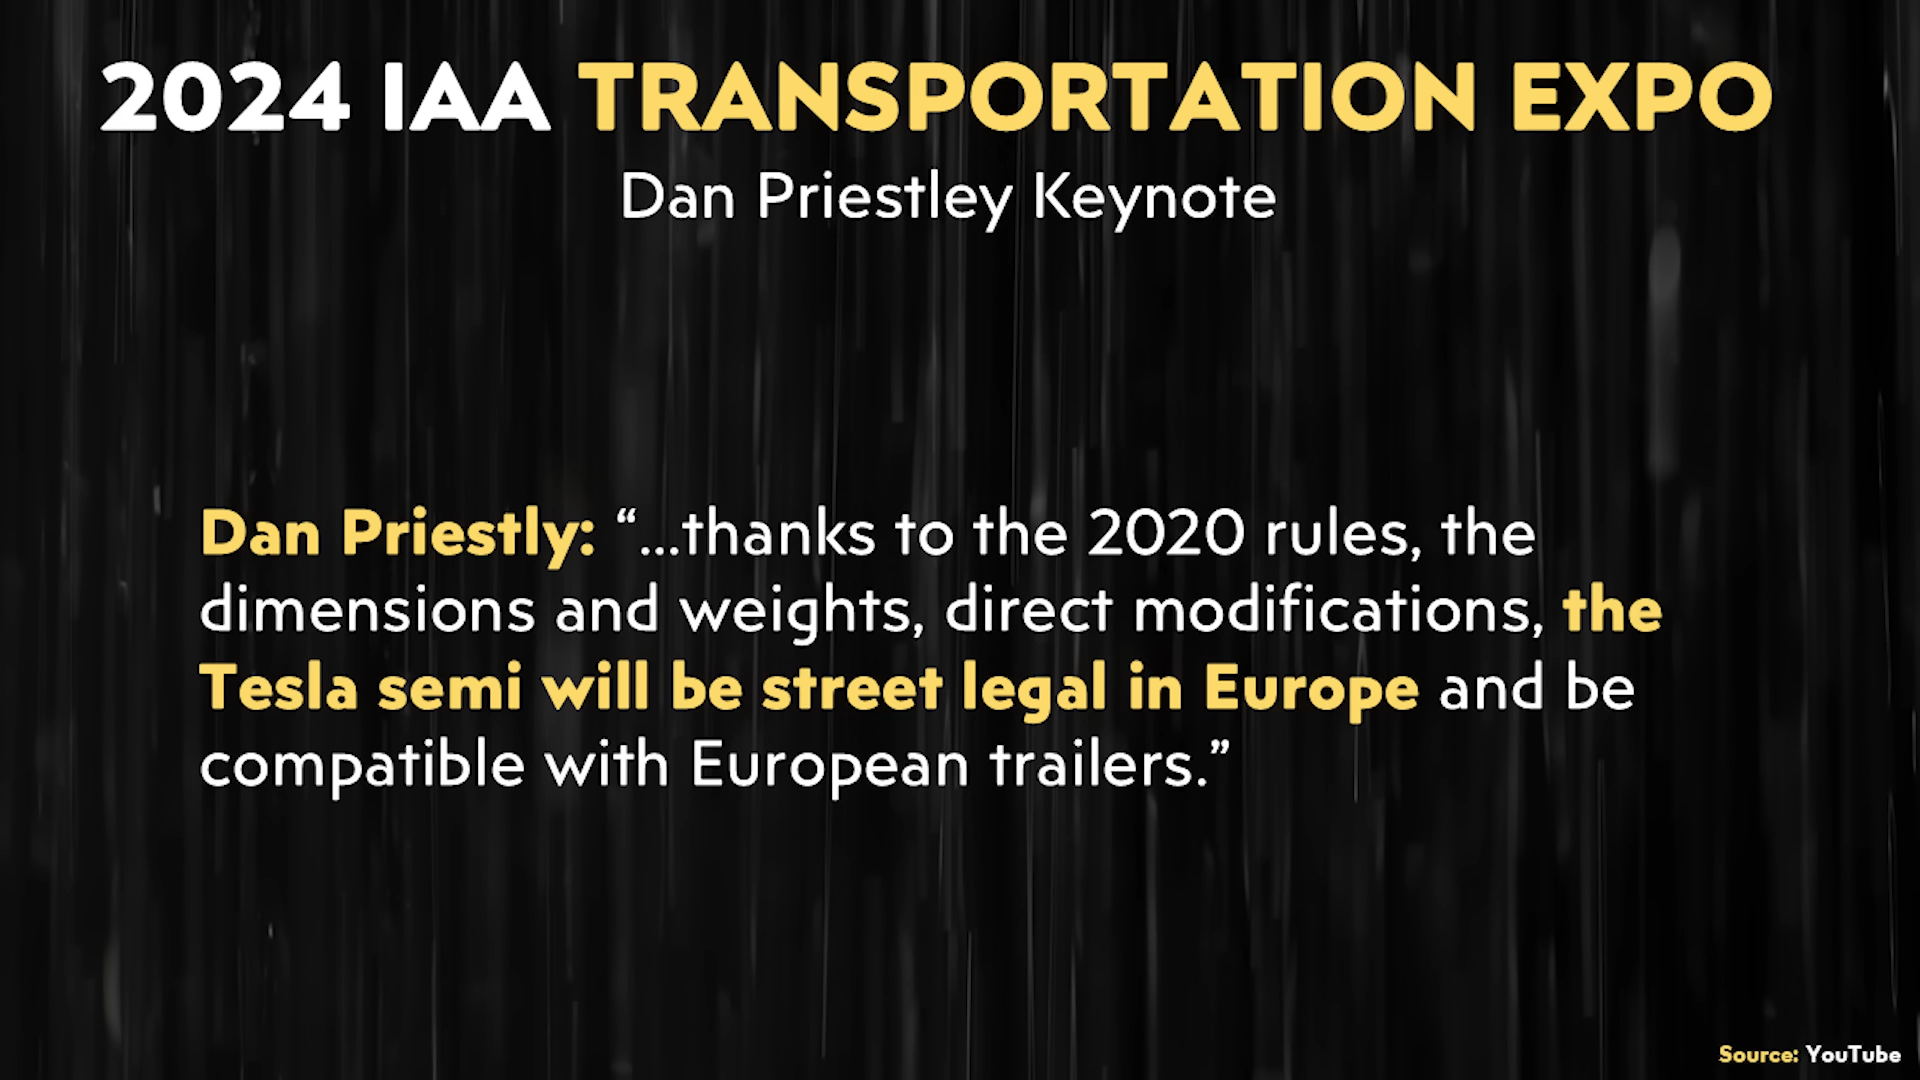 2024 IAA TRANSPORTATION EXPO
Dan Priestley Keynote
Dan Priestly: “...thanks to the 2020 rules, the
dimensions and weights, direct modifications, the
Tesla semi will be street legal in Europe and be
compatible with European trailers.”
Source: YouTube